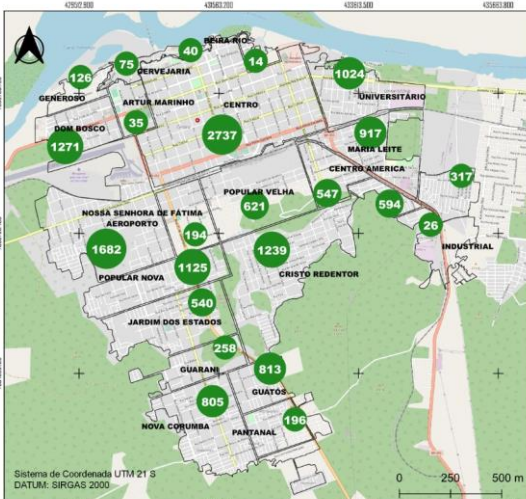 BEIRA RIO
40
14
75
CERVEJARIA
126
1024
GENEROSO
UNIVERSITÁRIO
ARTUR MARINHO
CENTRO
35
DOM BOSCO
2737
917
1271
MARIA LEITE
CENTRO AMERICA
317
POPULAR VELHA
547
621
594
NOSSA SENHORA DE FÁTIMA
AEROPORTO
194
26
1682
1239
INDUSTRIAL
1125
CRISTO REDENTOR
POPULAR NOVA
540
JARDIM DOS ESTADOS
258
813
GUARANI
GUATÓS
805
196
NOVA CORUMBA
PANTANAL
Sistema de Coordenada UTM 21 S
DATUM: SIRGAS 2000
0 250 500 m